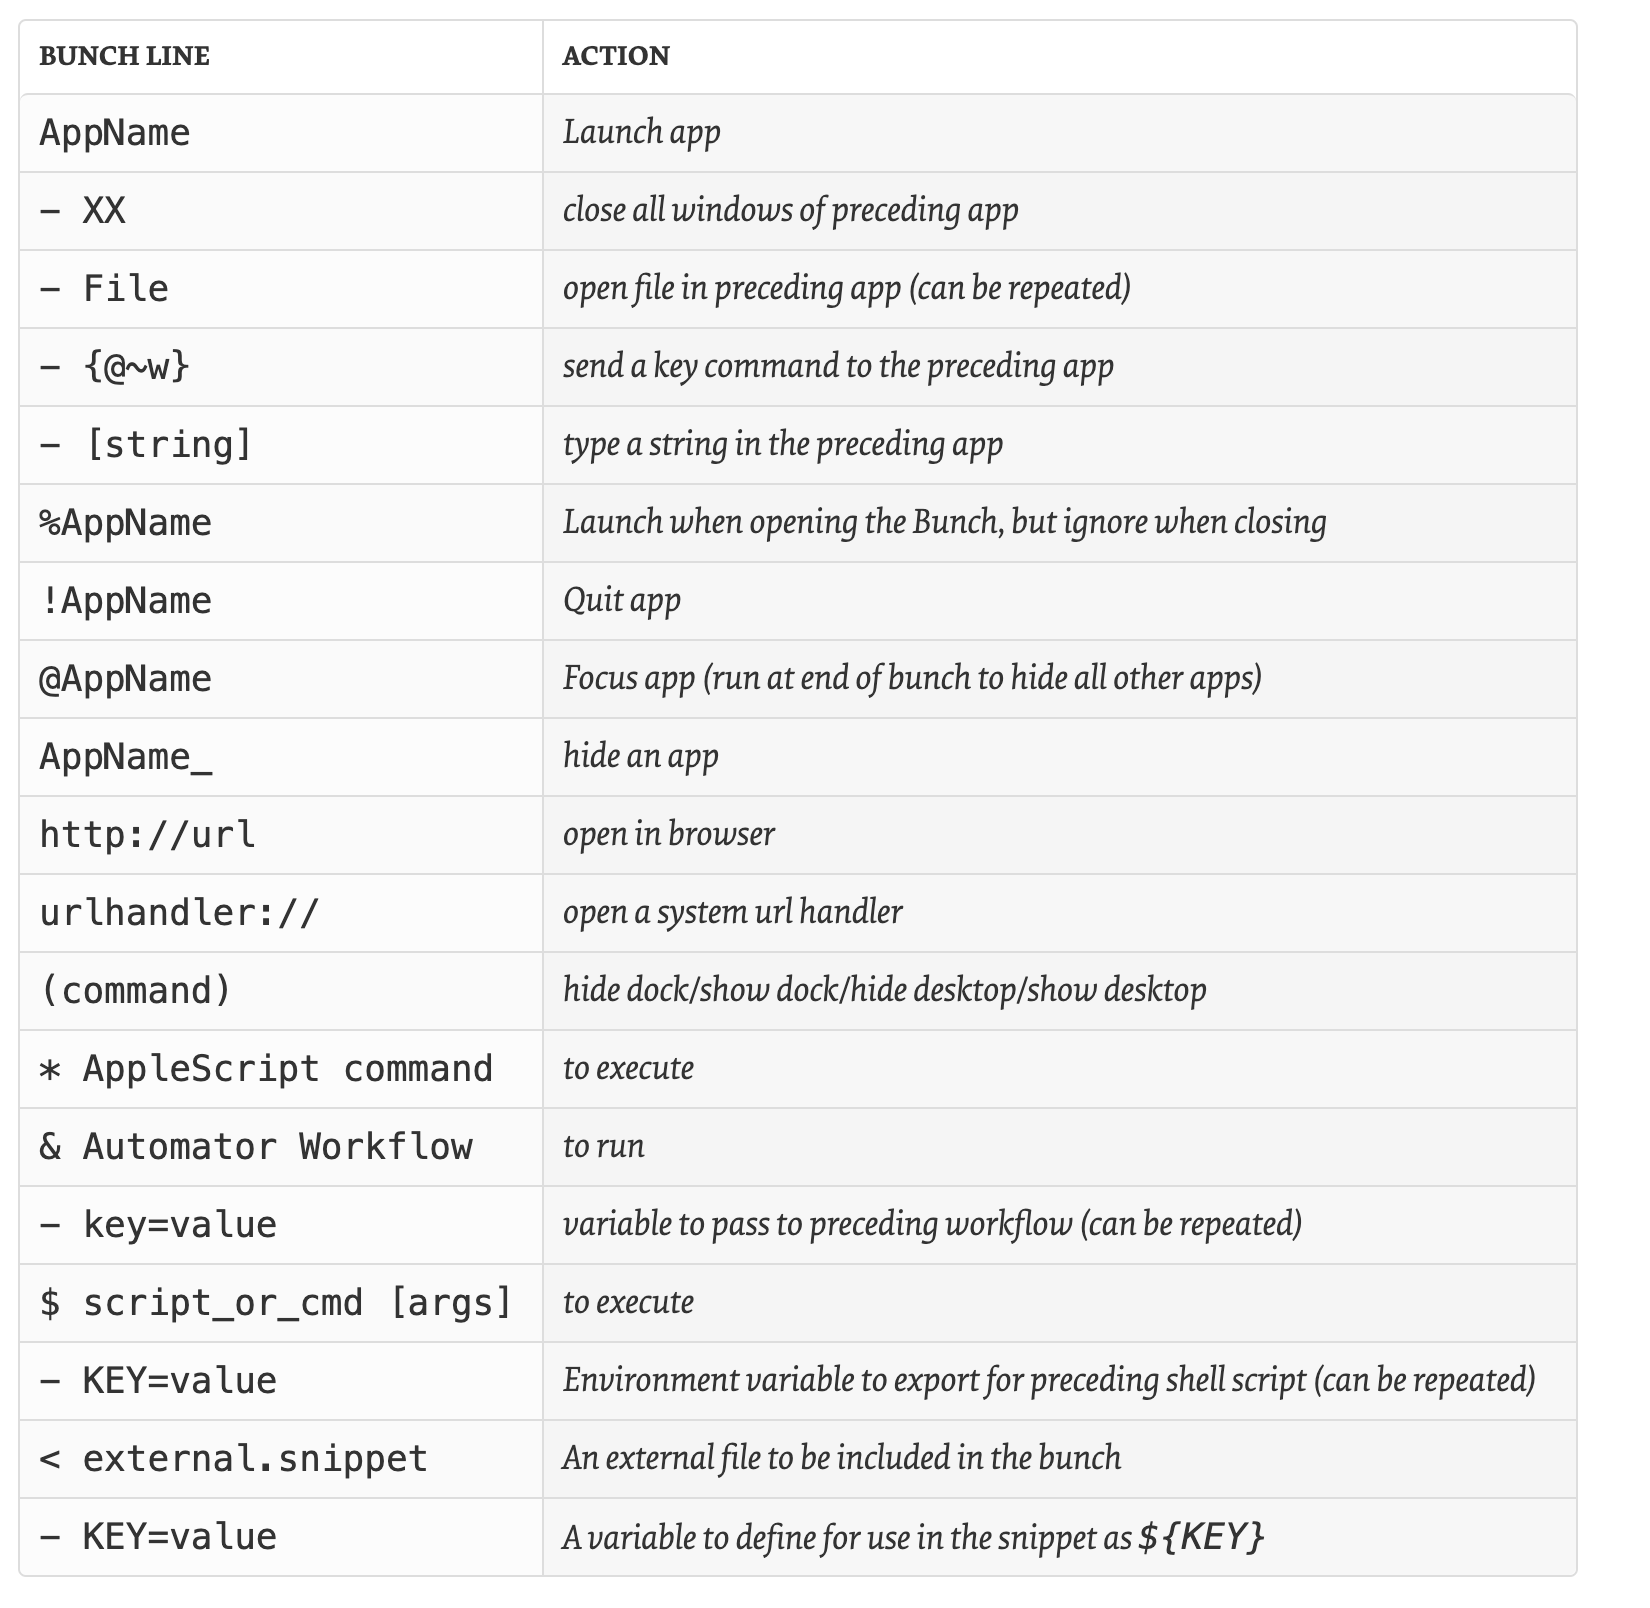 BUNCH LINE ACTION
AppName Launch app
- XX close all windows of preceding app
- File open file in preceding app (can be repeated)
- {@~w} send a key command to the preceding app
- [string] type a string in the preceding app
%AppName Launch when opening the Bunch, but ignore when closing
!AppName Quit app
@AppName Focus app (run at end of bunch to hide all other apps)
AppName_ hide an app
http://url open in browser
urlhandler:// open a system url handler
(command) hide dock/show dock/hide desktop/show desktop
* AppleScript command to execute
& Automator Workflow to run
- key=value variable to pass to preceding workflow (can be repeated)
$ script_or_cmd [args] to execute
- KEY=value Environment variable to export for preceding shell script (can be repeated)
< external.snippet An external file to be included in the bunch
- KEY=value A variable to define for use in the snippet as ${KEY}